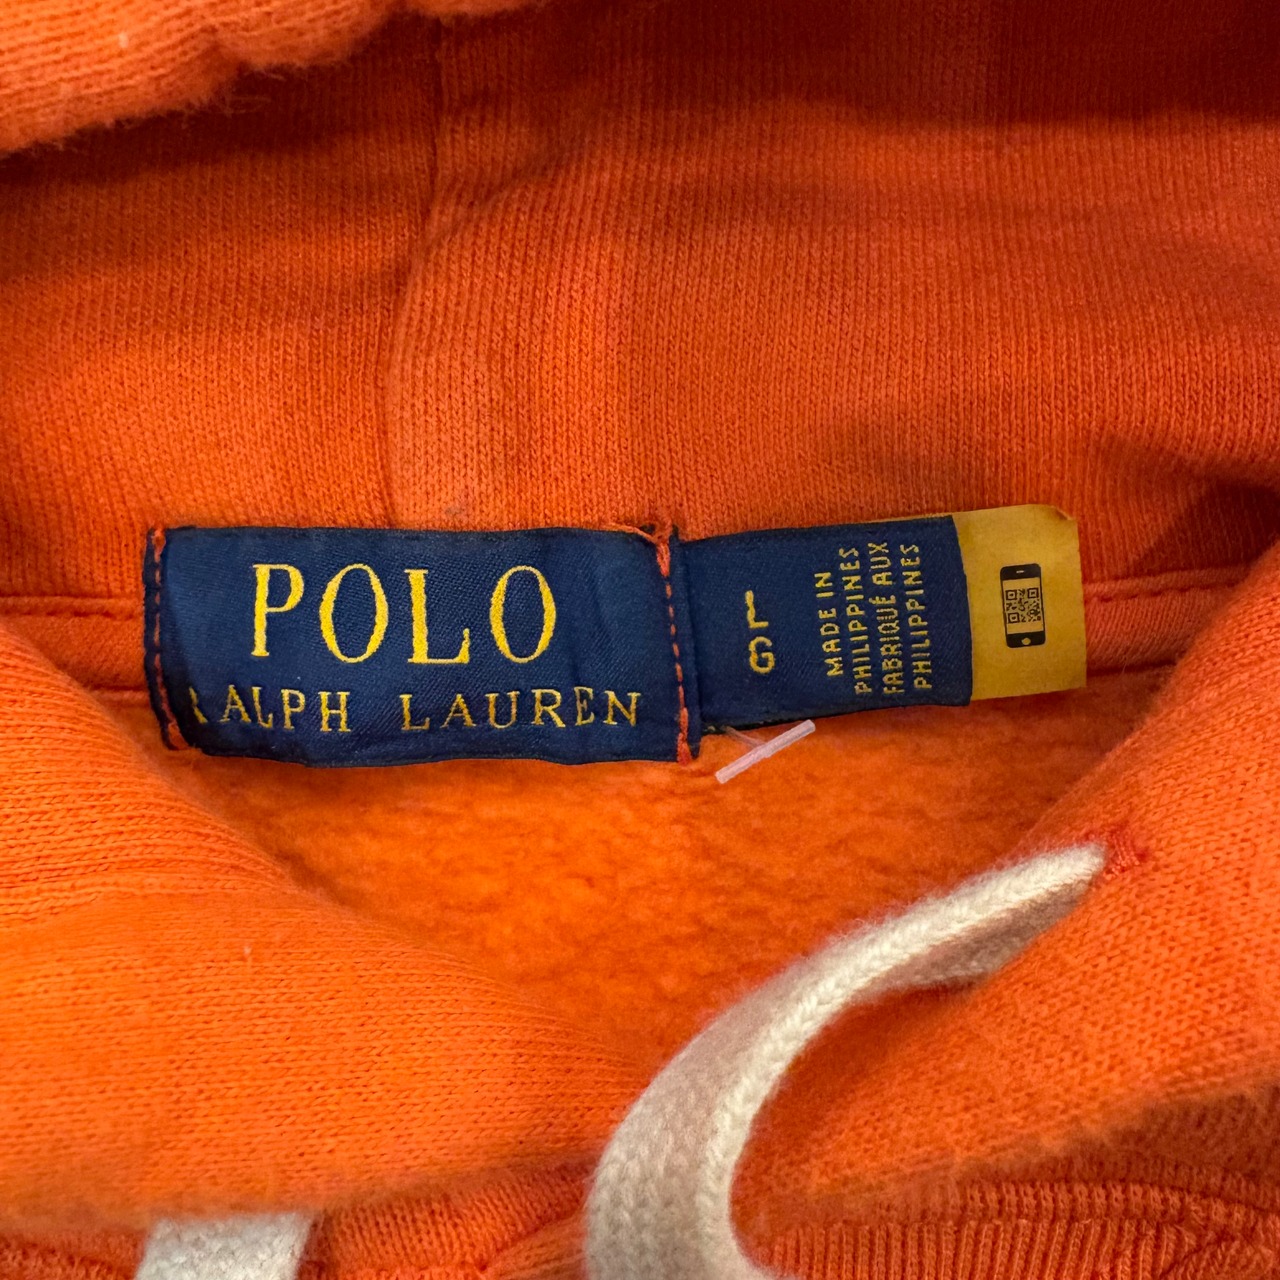 POLO
RALPH LAUREN
L
G
MADE IN
PHILIPPINES
FABRIQUÉ AUX
PHILIPPINES